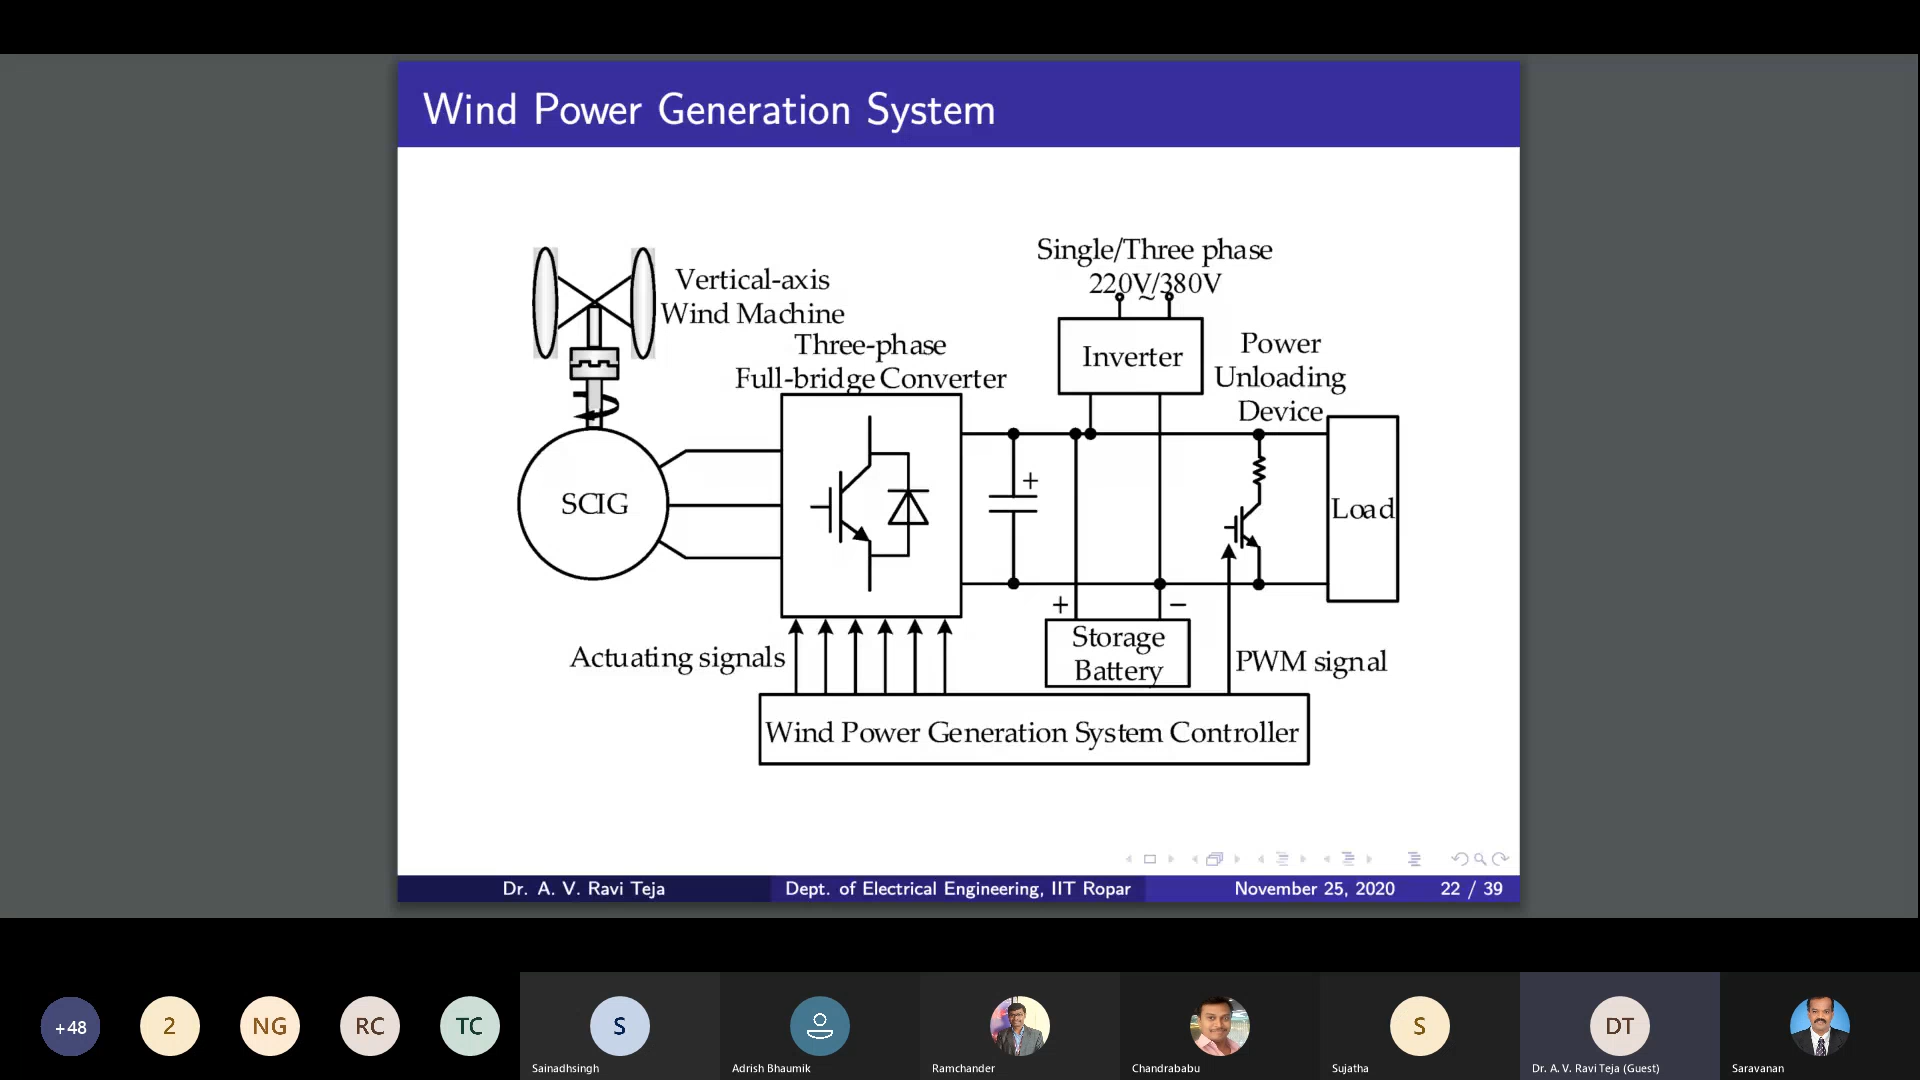 Wind Power Generation System
Single/Three phase
220V/380V
~
Vertical-axis
Wind Machine
Three-phase
Full-bridge Converter
Inverter
Power
Unloading
Device
SCIG
+
Load
+
−
Storage
Battery
Actuating signals
PWM signal
Wind Power Generation System Controller
Dr. A. V. Ravi Teja
Dept. of Electrical Engineering, IIT Ropar
November 25, 2020
22 / 39
+48
2
NG
RC
TC
S
S
DT
Sainadhsingh
Adrish Bhaumik
Ramchander
Chandrababu
Sujatha
Dr. A. V. Ravi Teja (Guest)
Saravanan